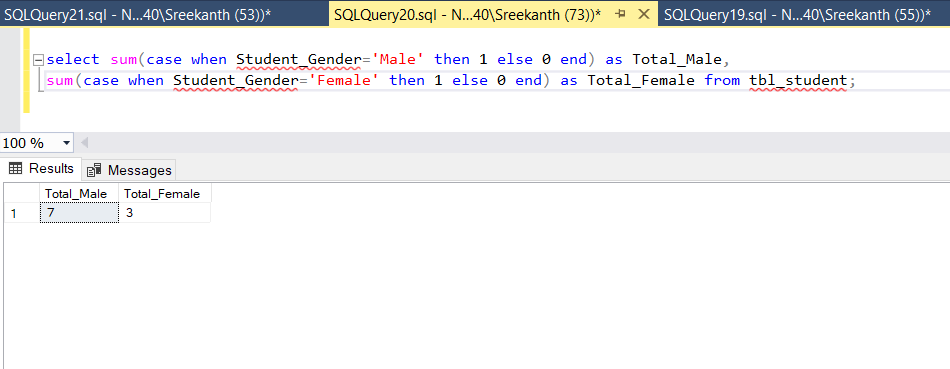 SQLQuery21.sql - N...40\Sreekanth (53))* SQLQuery20.sql - N...40\Sreekanth (73))* SQLQuery19.sql - N...40\Sreekanth (55))*
select sum(case when Student_Gender='Male' then 1 else 0 end) as Total_Male,
sum(case when Student_Gender='Female' then 1 else 0 end) as Total_Female from tbl_student;
100 %
Results Messages
Total_Male Total_Female
1 7 3